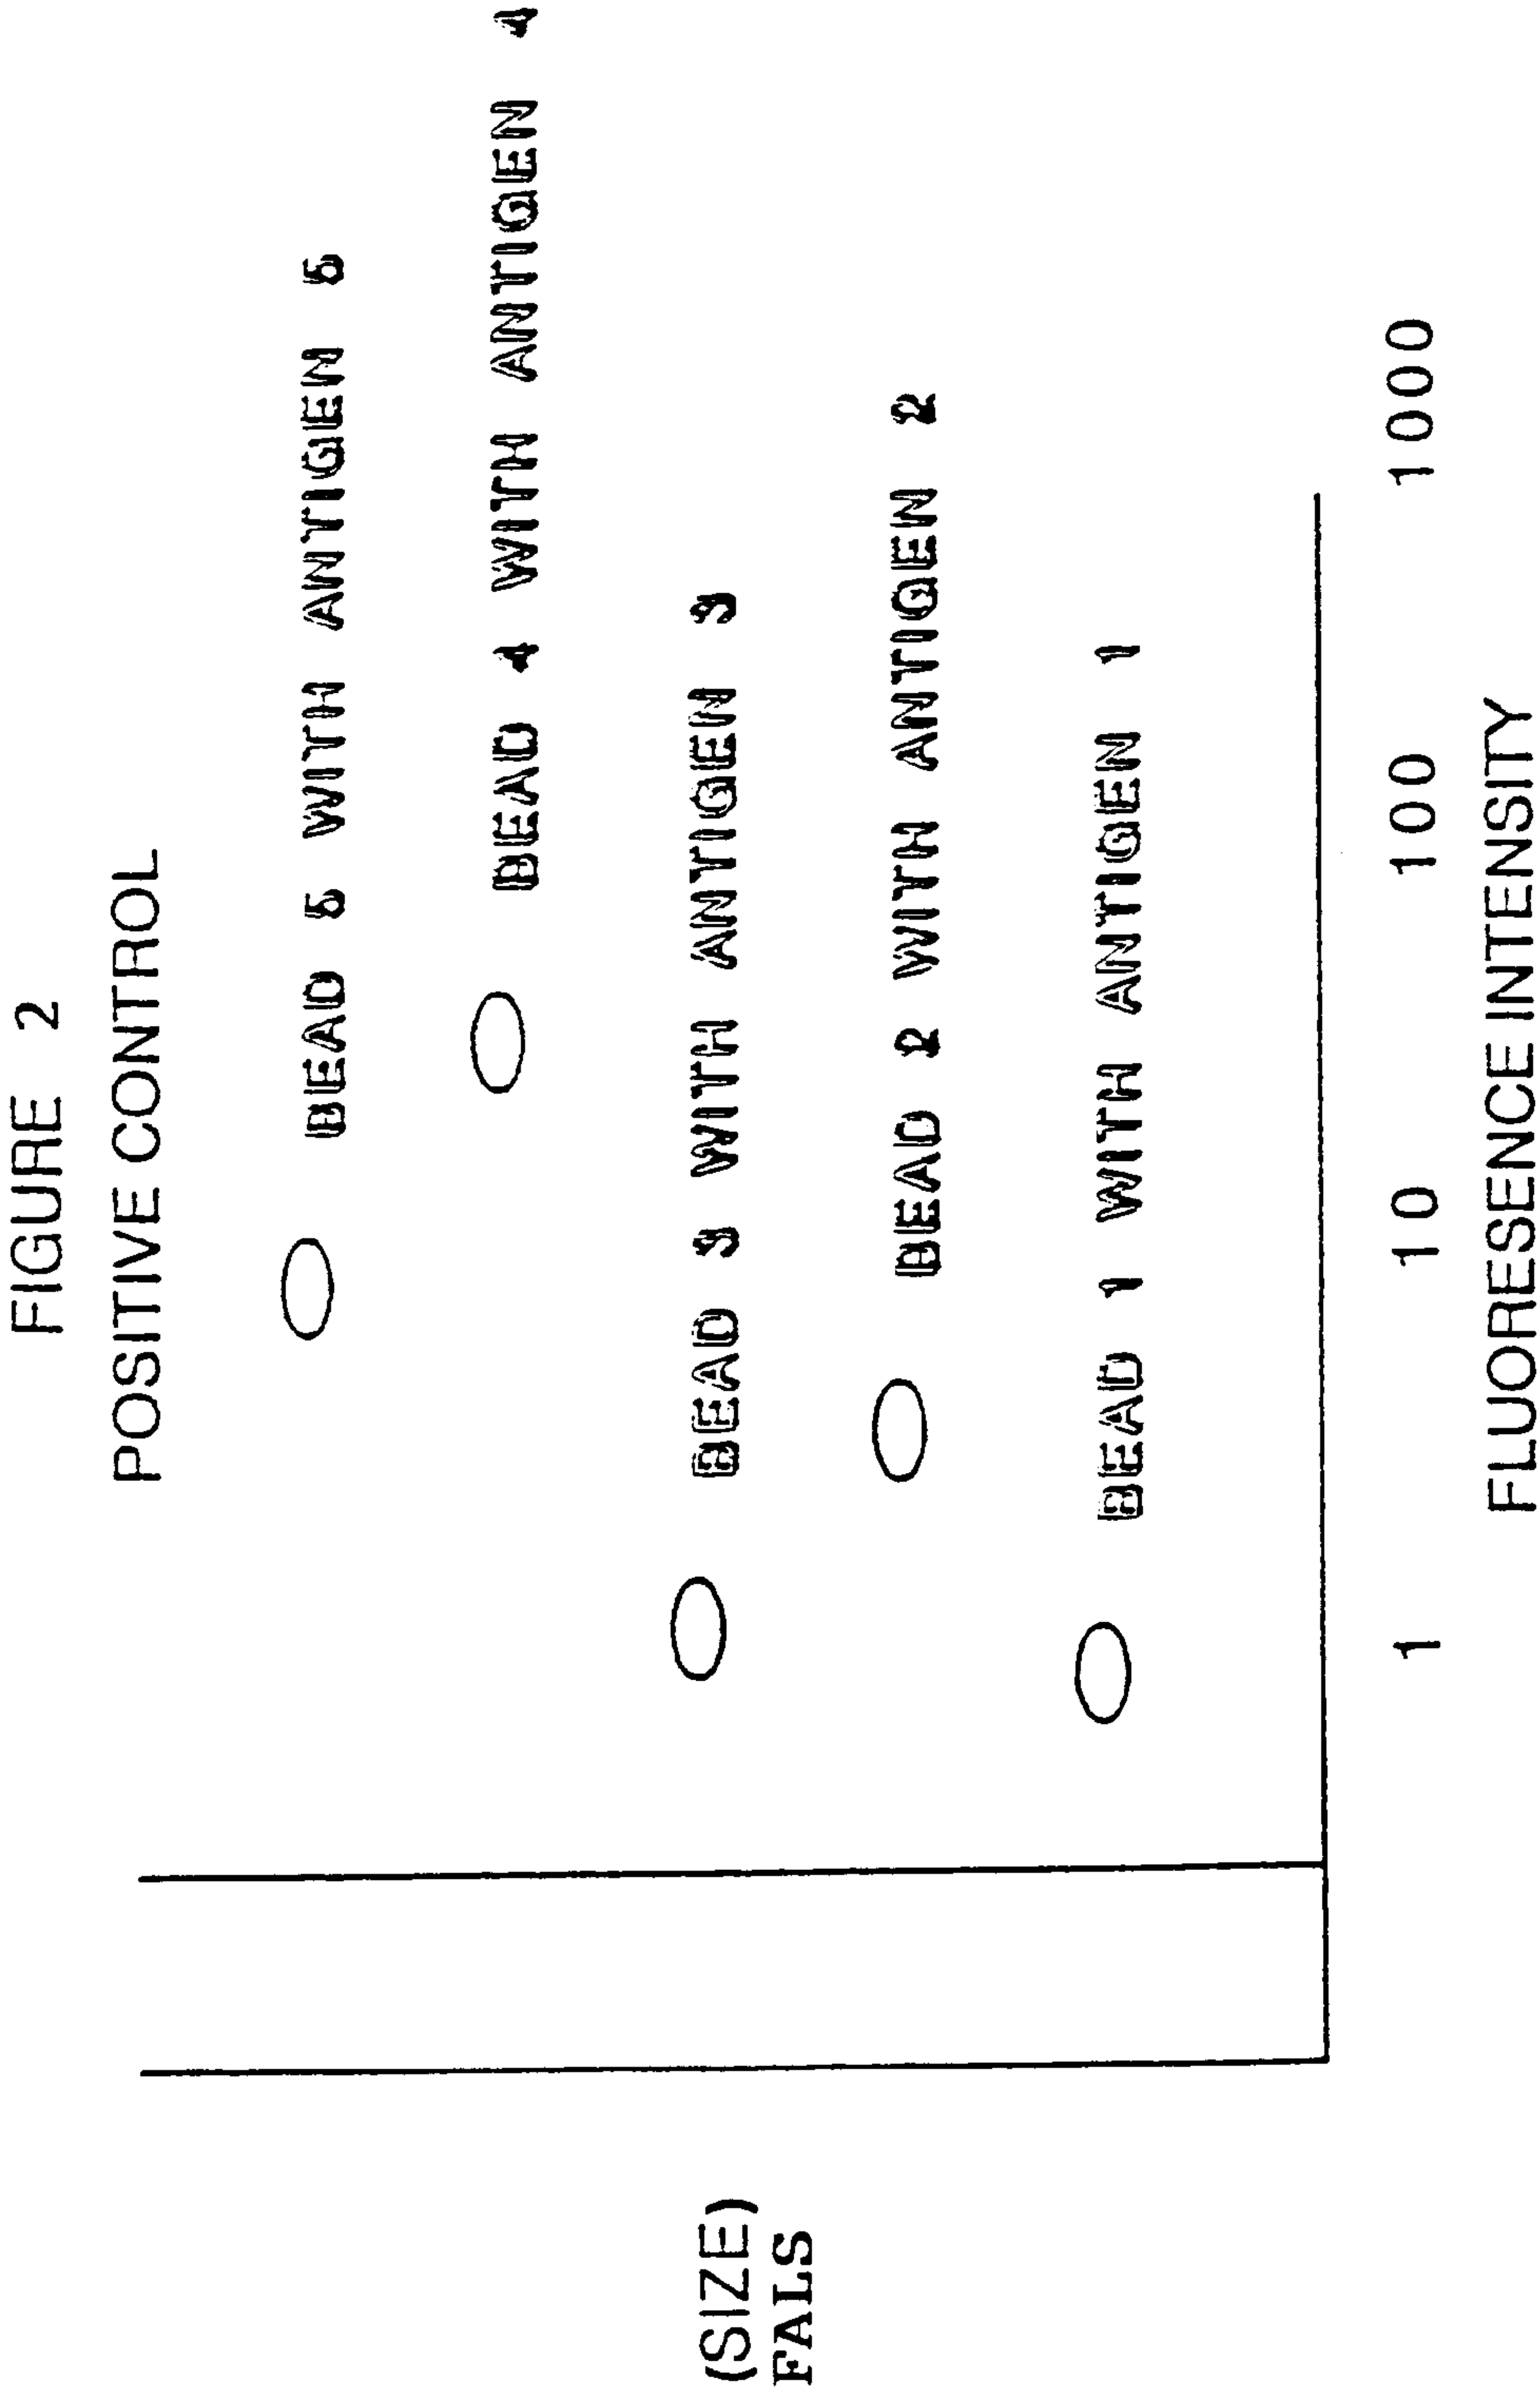 FIGURE 2
POSITIVE CONTROL
BEAD 5 WITH ANTIGEN 5
BEAD 4 WITH ANTIGEN 4
BEAD 3 WITH ANTIGEN 3
(SIZE)
FALS
BEAD 2 WITH ANTIGEN 2
BEAD 1 WITH ANTIGEN 1
1 10 100 1000
FLUORESENCE INTENSITY